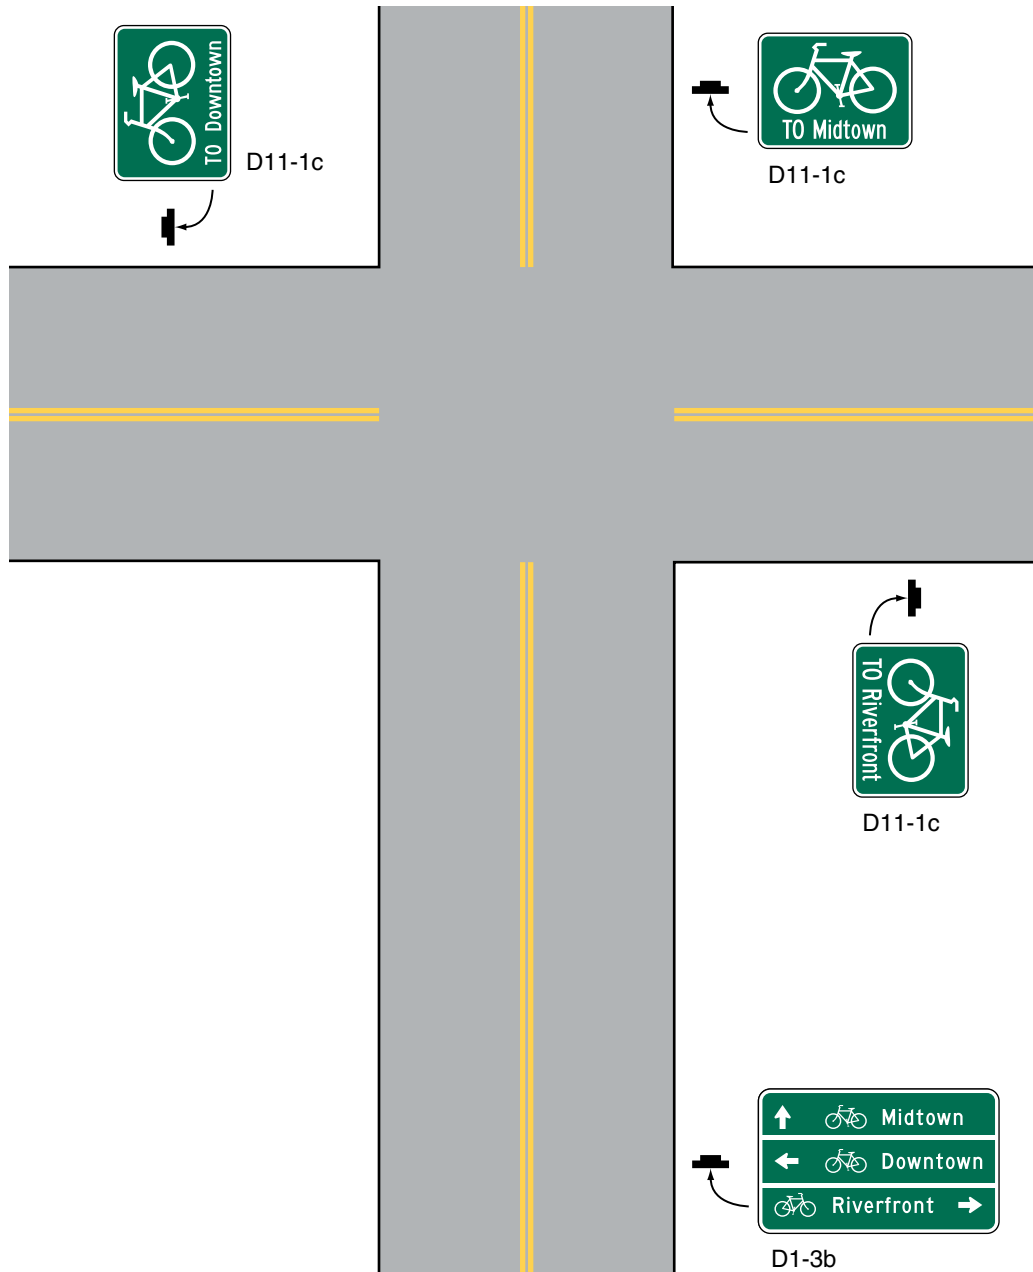 TO Downtown
D11-1c
TO Midtown
D11-1c
TO Riverfront
D11-1c
Midtown
Downtown
Riverfront
D1-3b